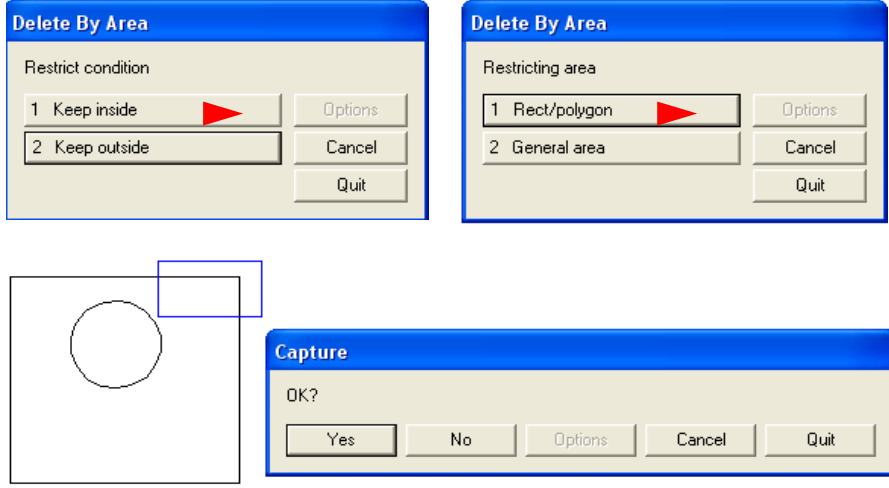 Delete By Area
Restrict condition
1 Keep inside
Options
2 Keep outside
Cancel
Quit
Delete By Area
Restricting area
1 Rect/polygon
Options
2 General area
Cancel
Quit
Capture
OK?
Yes No Options Cancel Quit